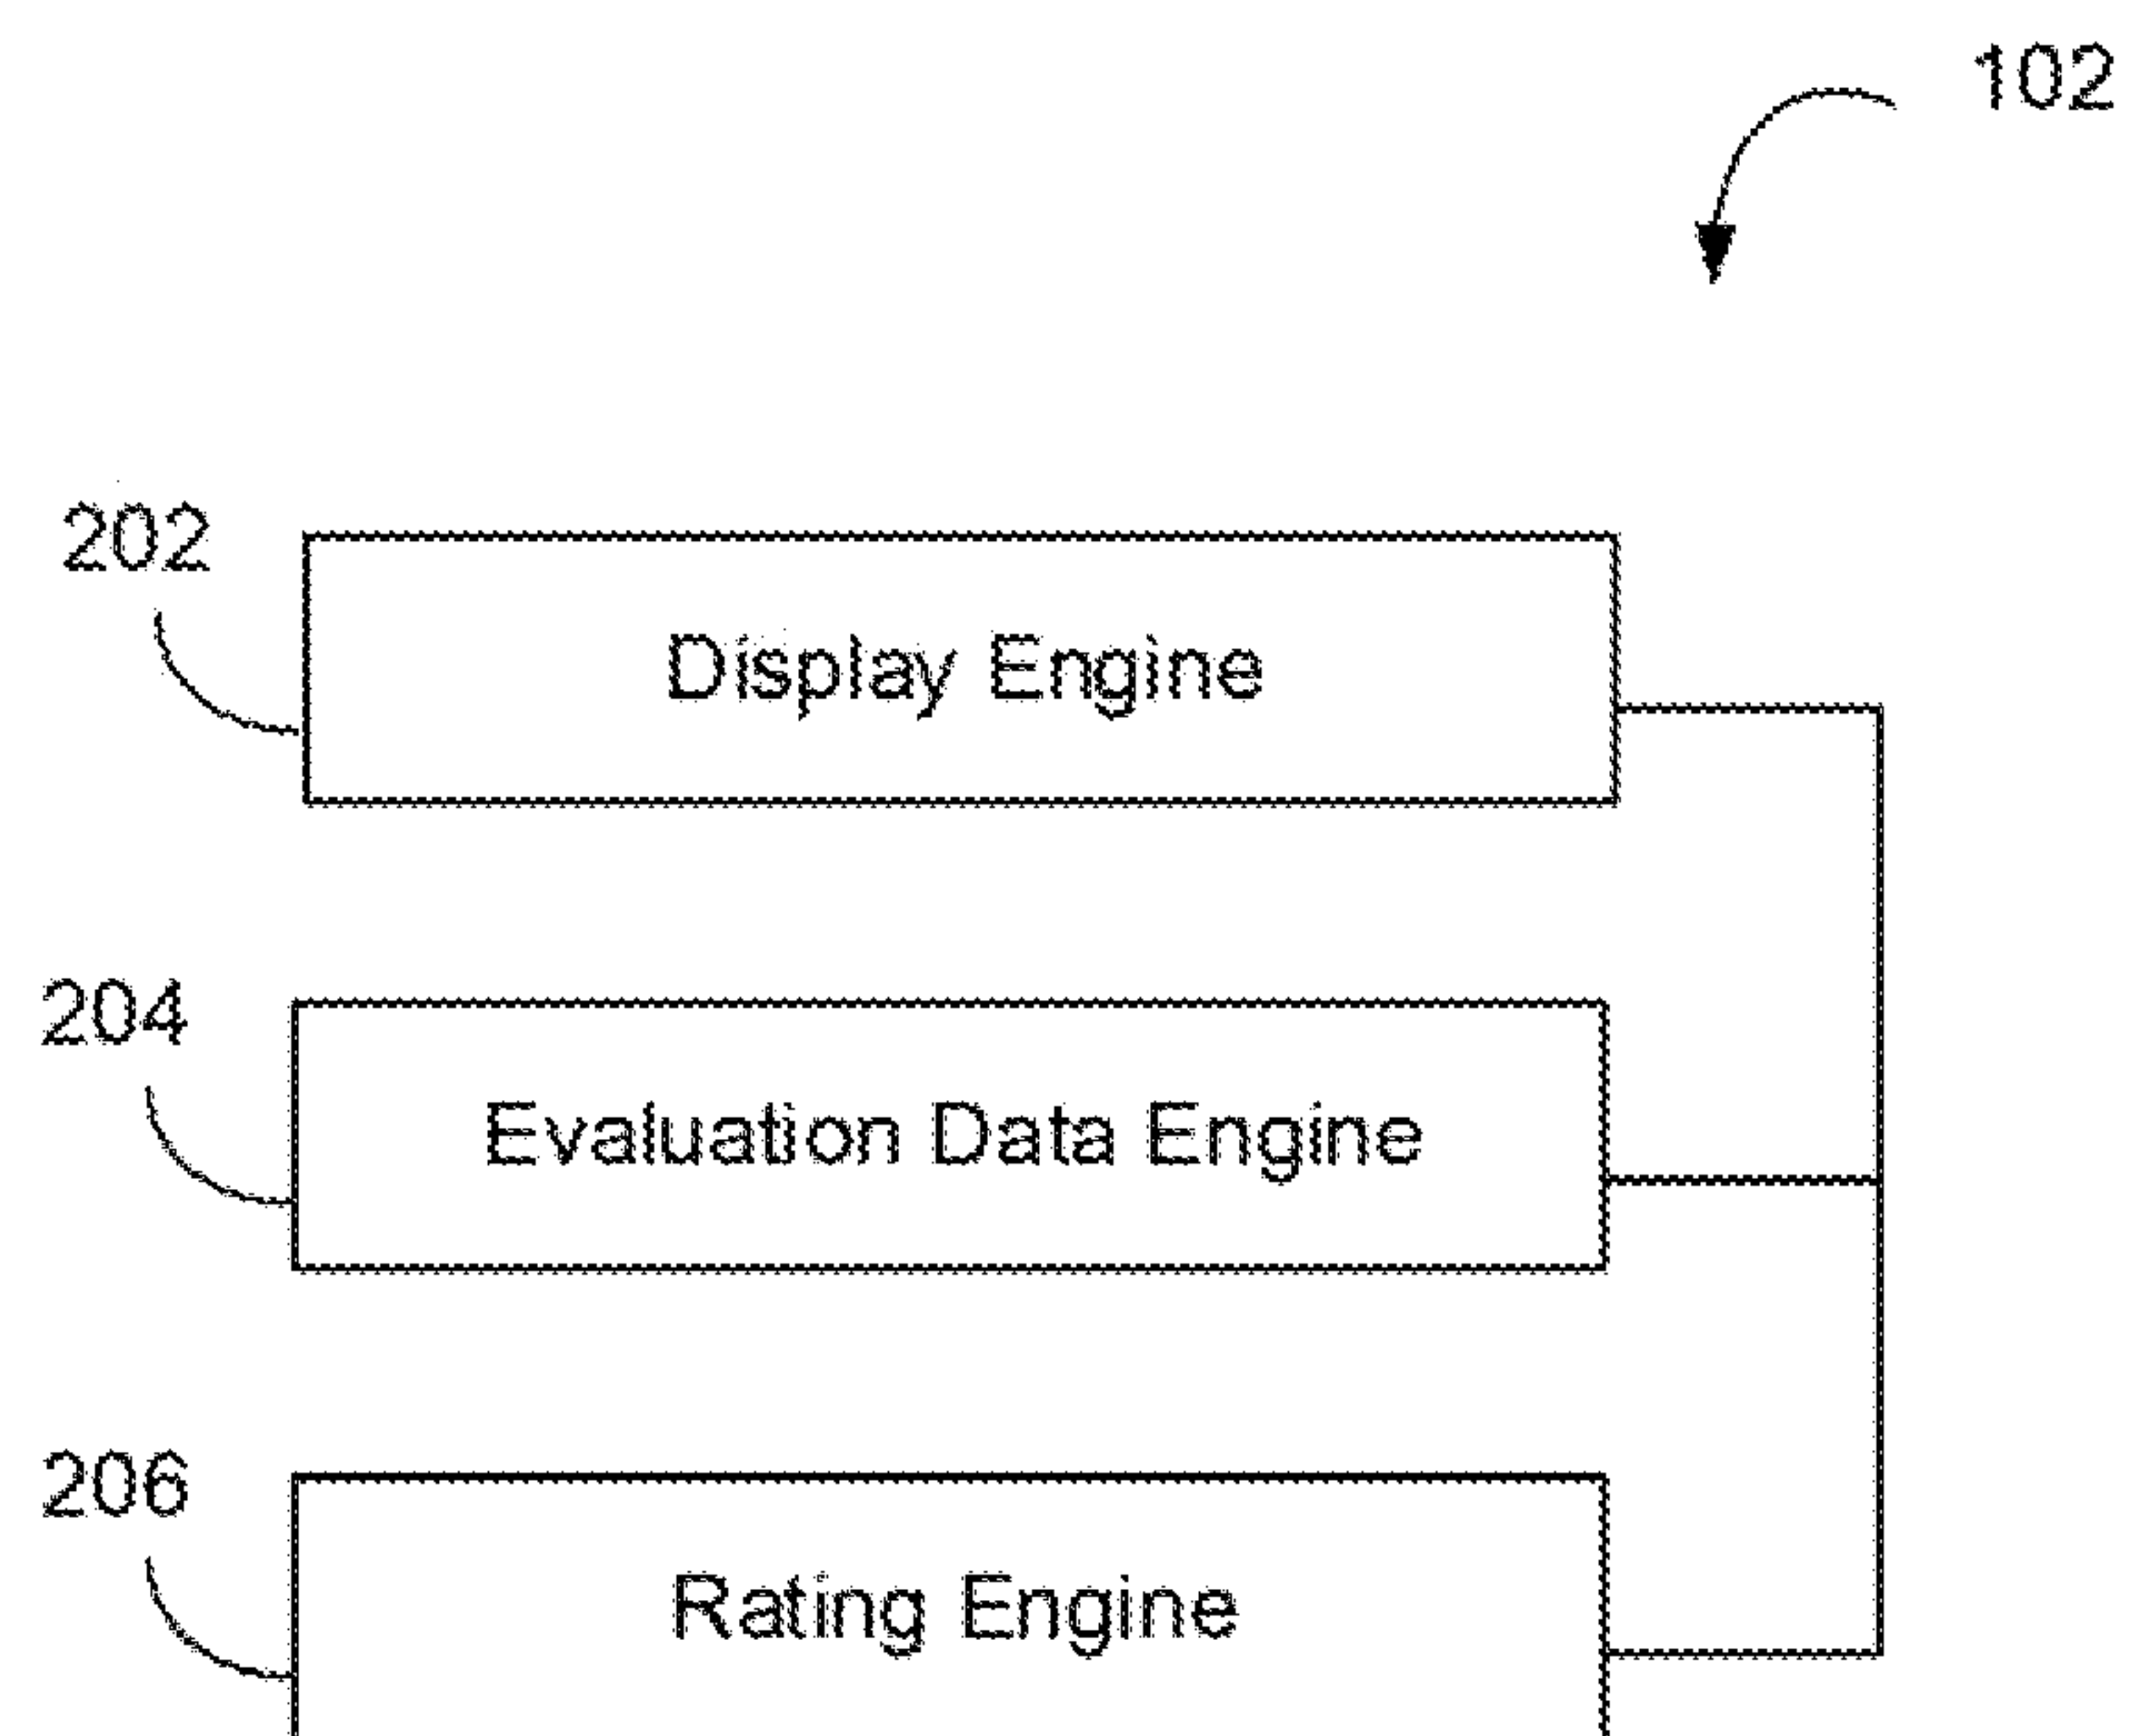 102
202
Display Engine
204
Evaluation Data Engine
206
Rating Engine